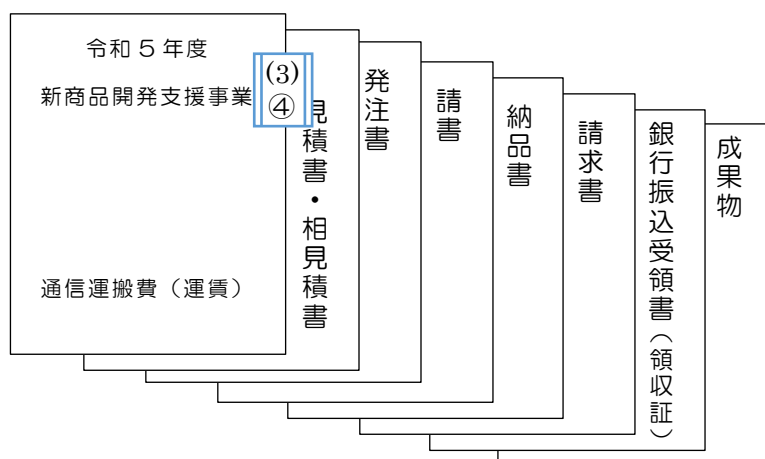 令和5年度
新商品開発支援事業
(3)
④
通信運搬費（運賃）
見積書・相見積書
発注書
請書
納品書
請求書
銀行振込受領書（領収証）
成果物